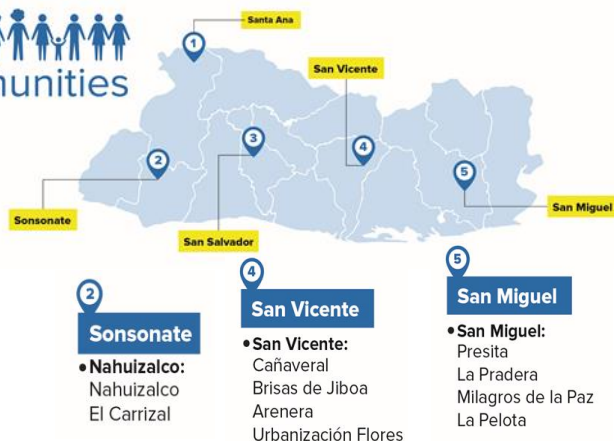 munities
Santa Ana
1
San Vicente
3
4
2
5
Sonsonate
San Miguel
San Salvador
2
Sonsonate
• Nahuizalco:
Nahuizalco
El Carrizal
4
San Vicente
• San Vicente:
Cañaveral
Brisas de Jiboa
Arenera
Urbanización Flores
5
San Miguel
• San Miguel:
Presita
La Pradera
Milagros de la Paz
La Pelota